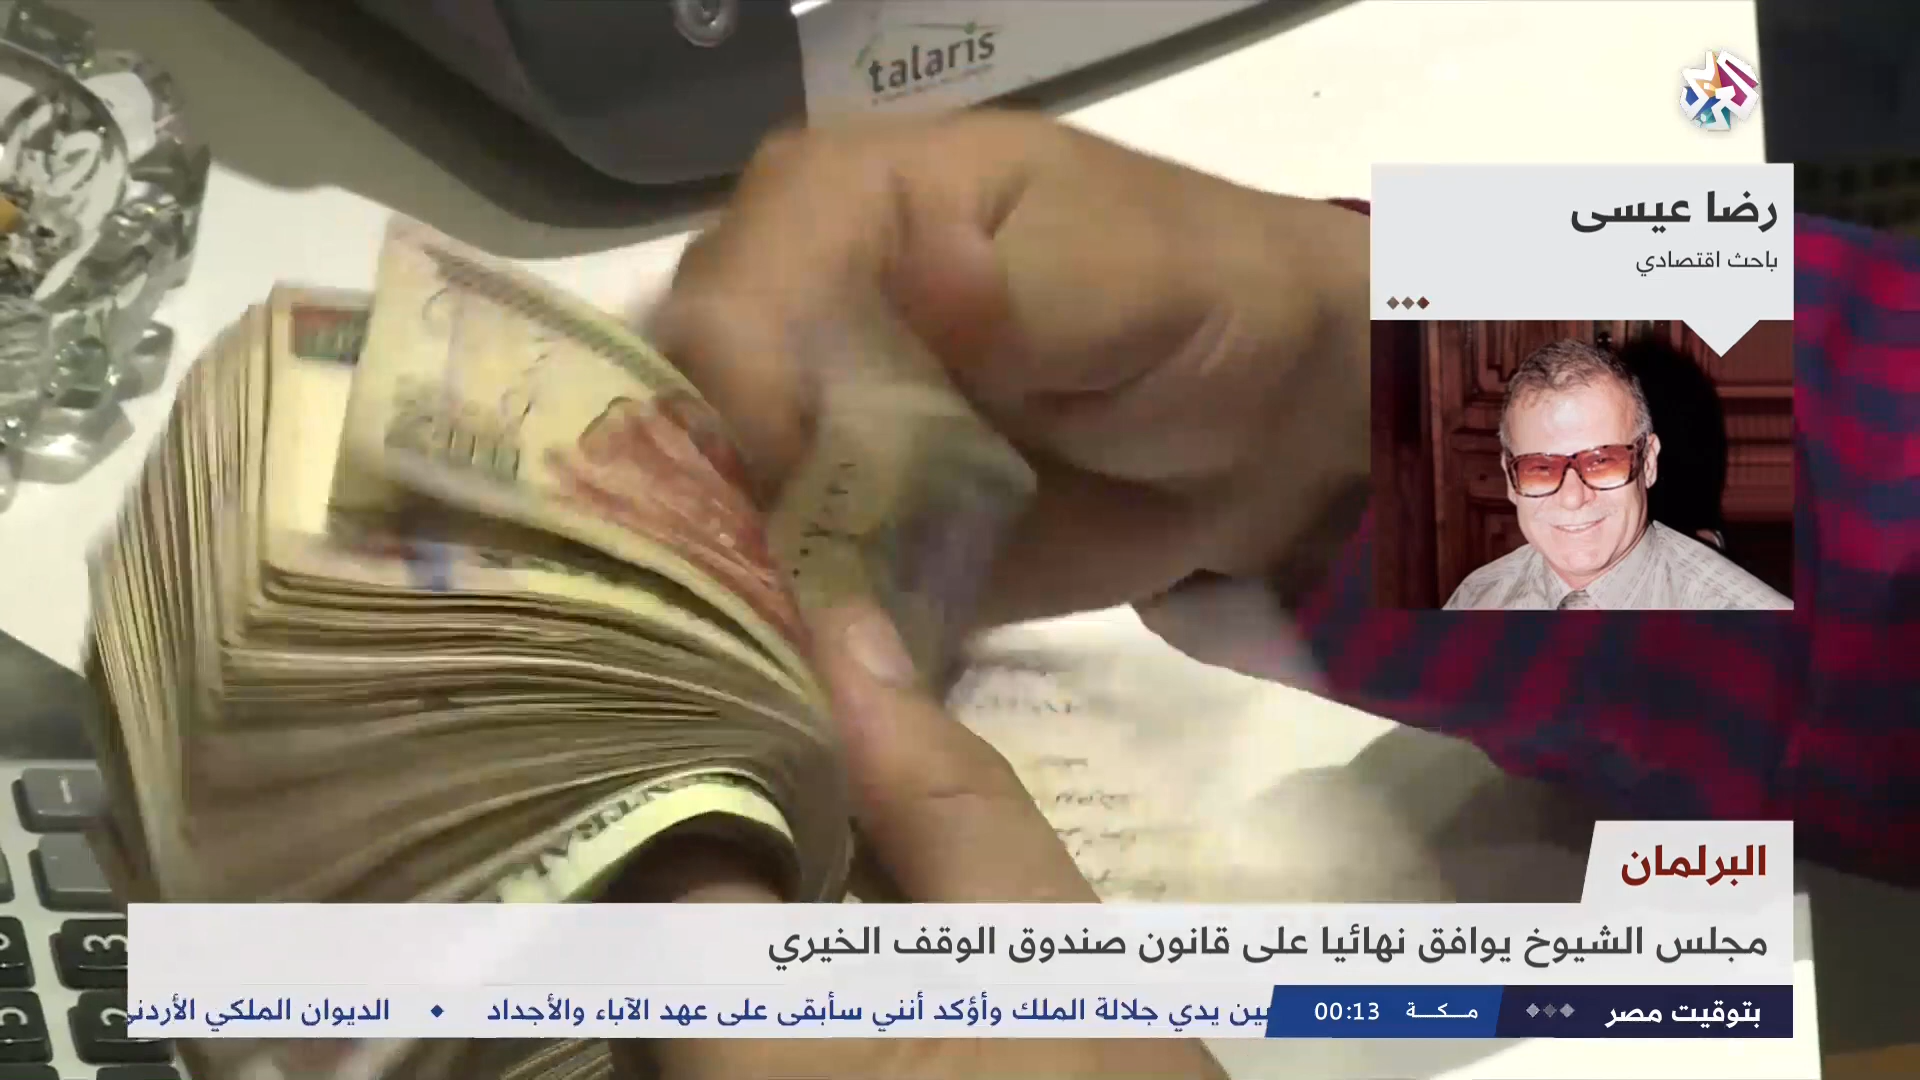 talaris
رضا عيسى
باحث اقتصادي
البرلمان
مجلس الشيوخ يوافق نهائيا على قانون صندوق الوقف الخيري
بتوقيت مصر
مكة 00:13
بين يدي جلالة الملك وأؤكد أنني سأبقى على عهد الآباء والأجداد ◆ الديوان الملكي الأردني